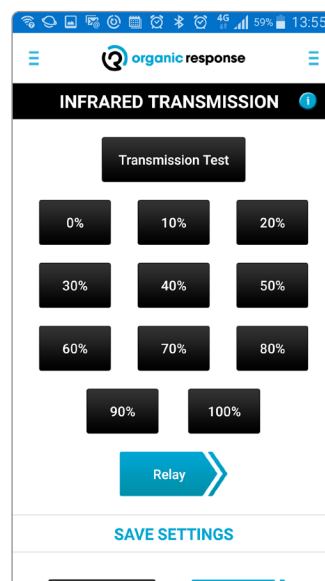 4G 59% 13:55
organic response
INFRARED TRANSMISSION i
Transmission Test
0% 10% 20%
30% 40% 50%
60% 70% 80%
90% 100%
Relay
SAVE SETTINGS